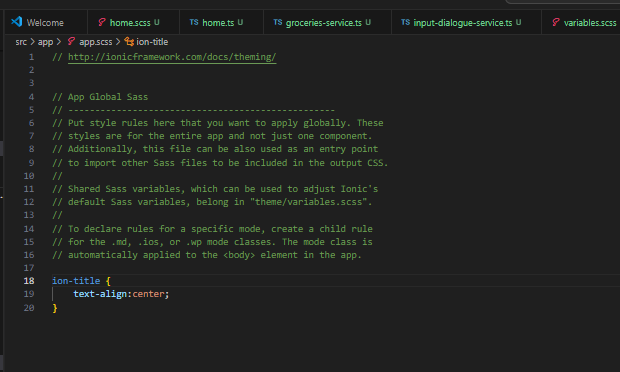 Welcome home.scss U TS home.ts U TS groceries-service.ts U TS input-dialogue-service.ts U variables.scss
src > app > app.scss > ion-title
1 // http://ionicframework.com/docs/theming/
2
3
4 // App Global Sass
5 // --------------------------------------------------
6 // Put style rules here that you want to apply globally. These
7 // styles are for the entire app and not just one component.
8 // Additionally, this file can be also used as an entry point
9 // to import other Sass files to be included in the output CSS.
10 //
11 // Shared Sass variables, which can be used to adjust Ionic's
12 // default Sass variables, belong in "theme/variables.scss".
13 //
14 // To declare rules for a specific mode, create a child rule
15 // for the .md, .ios, or .wp mode classes. The mode class is
16 // automatically applied to the <body> element in the app.
17
18 ion-title {
19 text-align:center;
20 }